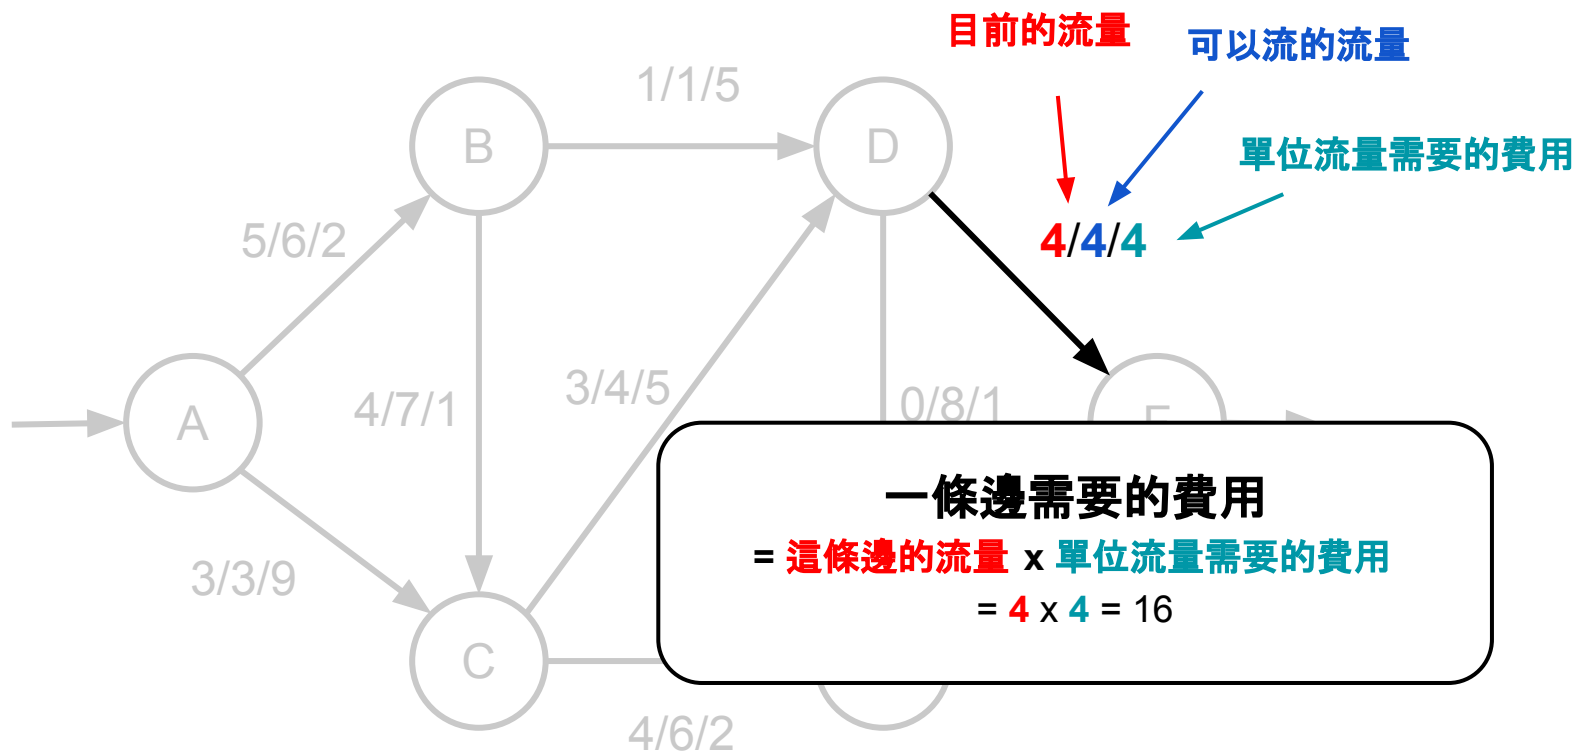 目前的流量
可以流的流量
單位流量需要的費用
4/4/4
1/1/5
B
D
5/6/2
4/7/1
3/4/5
0/8/1
A
3/3/9
C
4/6/2
一條邊需要的費用
= 這條邊的流量 x 單位流量需要的費用
= 4 x 4 = 16